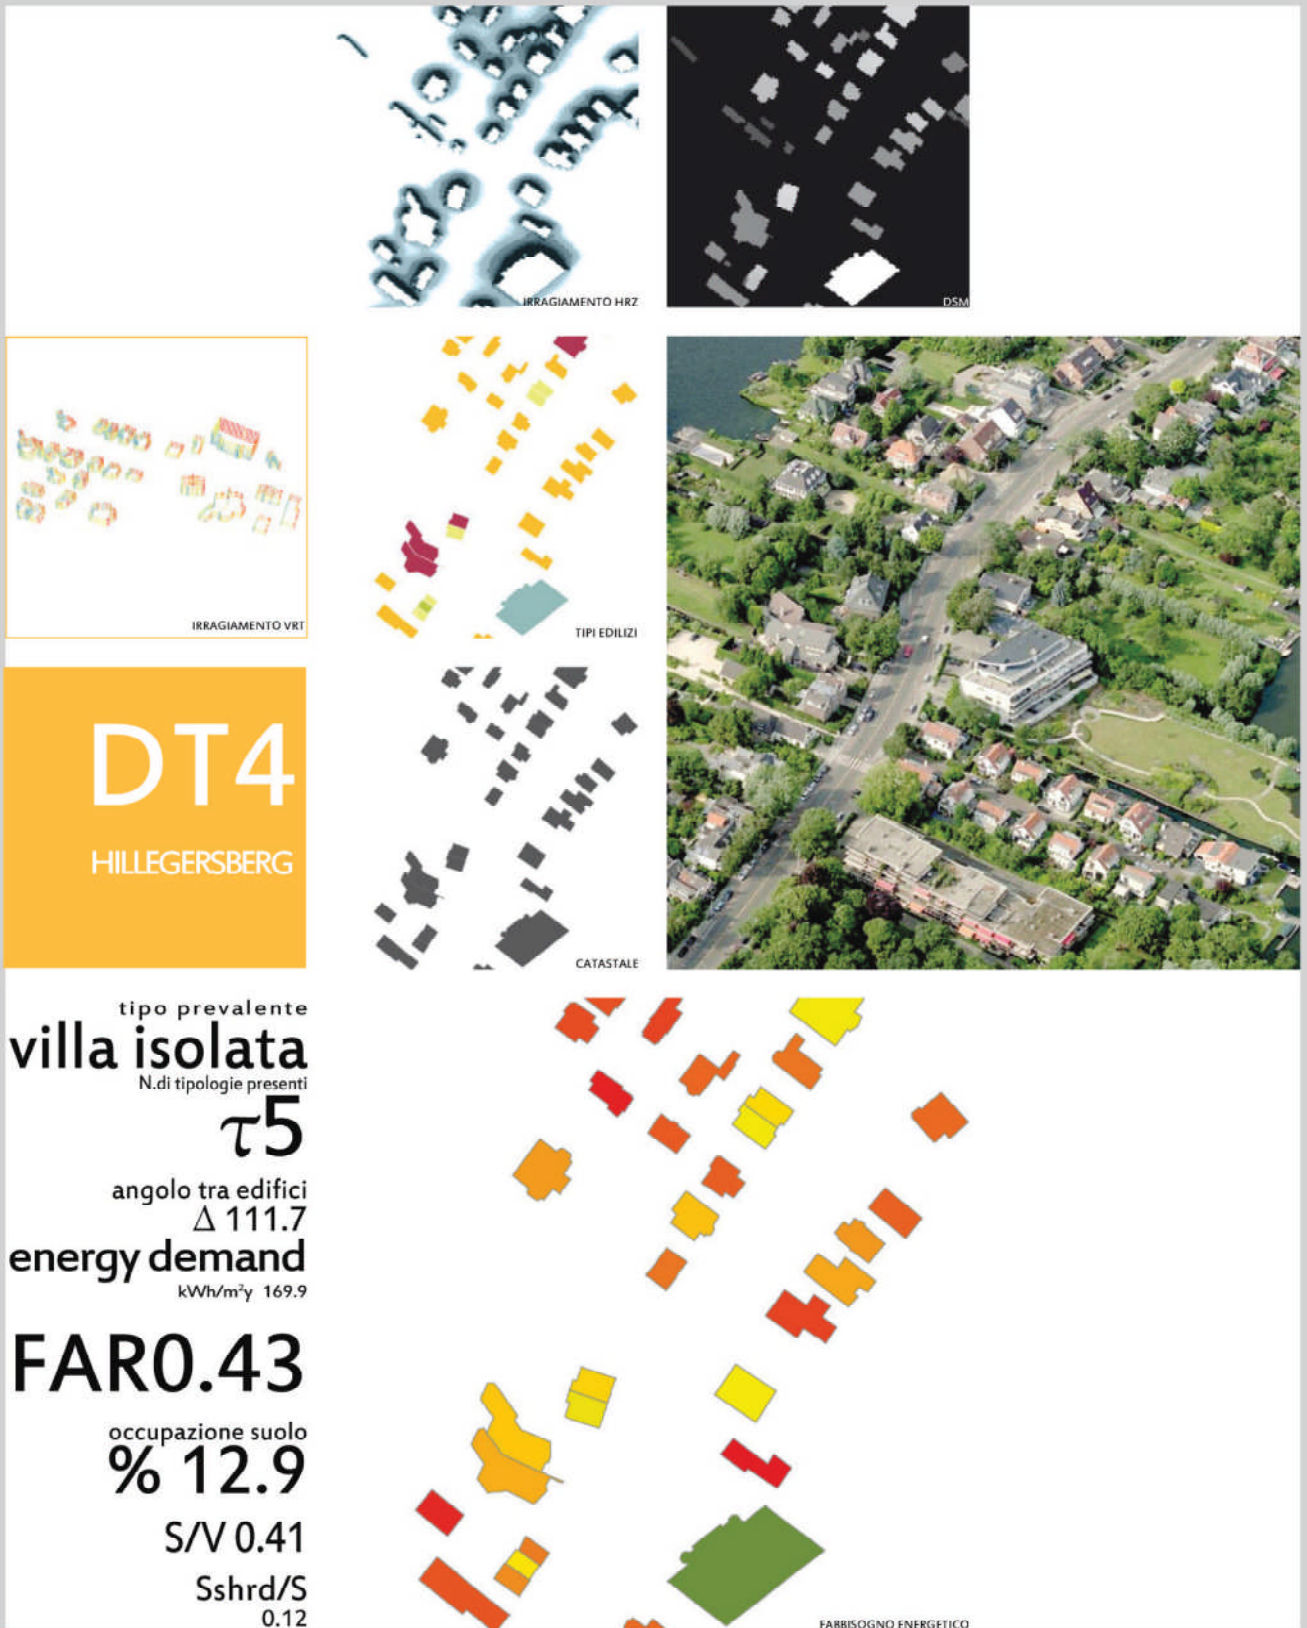 IRRAGIAMENTO HRZ
DSM
IRRAGIAMENTO VRT
TIPI EDILIZI
DT4
HILLEGERSBERG
CATASTALE
tipo prevalente
villa isolata
N.di tipologie presenti
τ5
angolo tra edifici
Δ 111.7
energy demand
kWh/m²y 169.9
FAR0.43
occupazione suolo
% 12.9
S/V 0.41
Sshrd/S
0.12
FABBISOGNO ENERGETICO